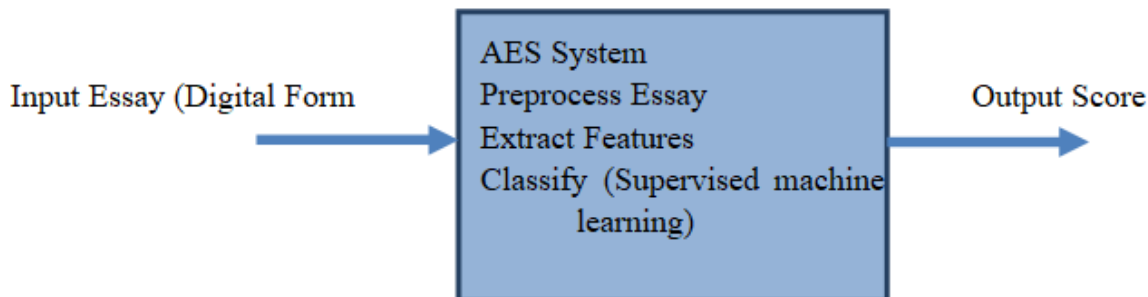 Input Essay (Digital Form
AES System
Preprocess Essay
Extract Features
Classify (Supervised machine
learning)
Output Score